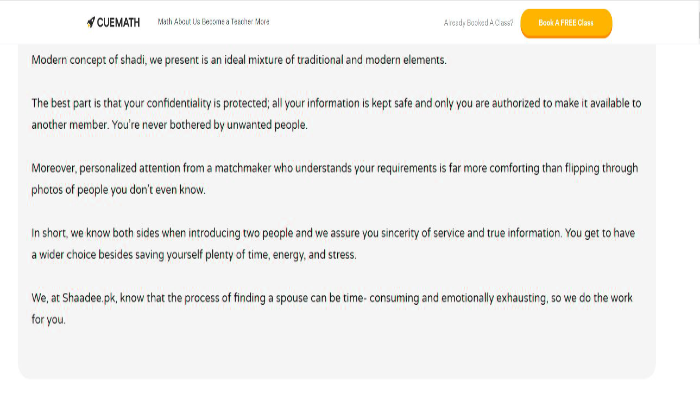 CUEMATH Math About Us Become a Teacher More Already Booked A Class? Book A FREE Class
Modern concept of shadi, we present is an ideal mixture of traditional and modern elements.
The best part is that your confidentiality is protected; all your information is kept safe and only you are authorized to make it available to
another member. You're never bothered by unwanted people.
Moreover, personalized attention from a matchmaker who understands your requirements is far more comforting than flipping through
photos of people you don't even know.
In short, we know both sides when introducing two people and we assure you sincerity of service and true information. You get to have
a wider choice besides saving yourself plenty of time, energy, and stress.
We, at Shaadee.pk, know that the process of finding a spouse can be time- consuming and emotionally exhausting, so we do the work
for you.